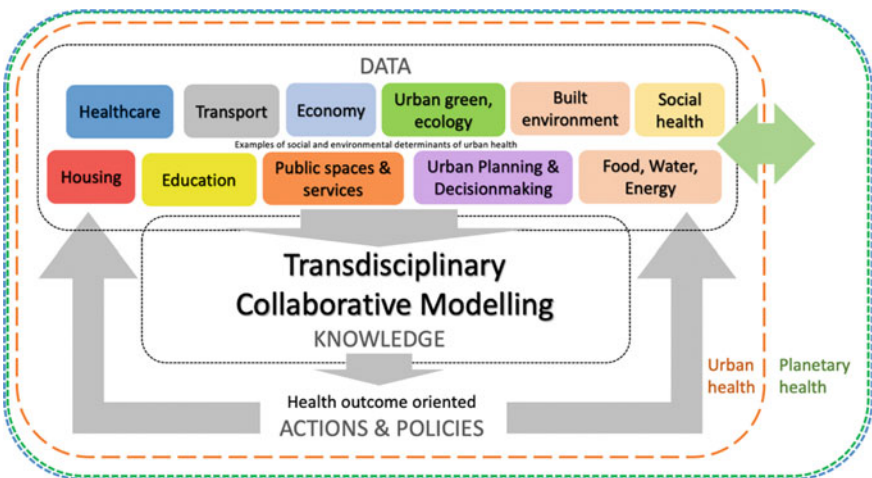 DATA
Healthcare
Transport
Economy
Urban green,
ecology
Built
environment
Social
health
Examples of social and environmental determinants of urban health
Housing
Education
Public spaces &
services
Urban Planning &
Decisionmaking
Food, Water,
Energy
Transdisciplinary
Collaborative Modelling
KNOWLEDGE
Health outcome oriented
ACTIONS & POLICIES
Urban
health
Planetary
health